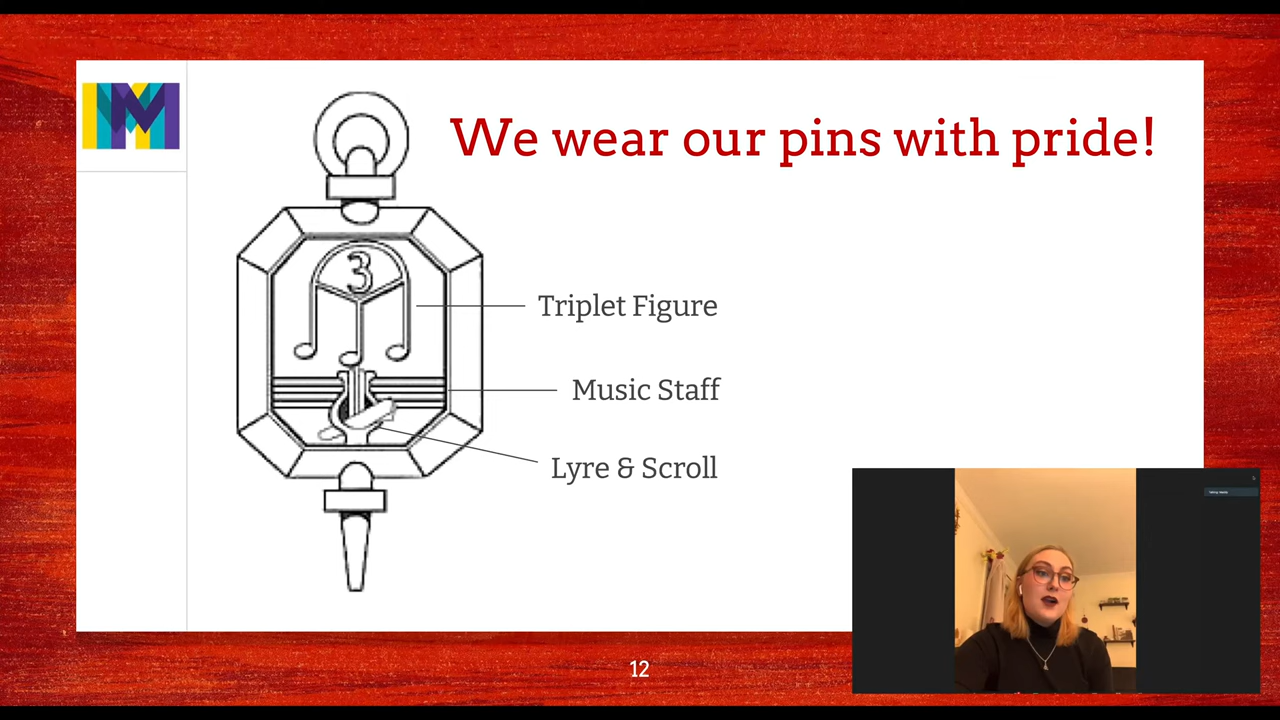 We wear our pins with pride!
3
Triplet Figure
Music Staff
Lyre & Scroll
12